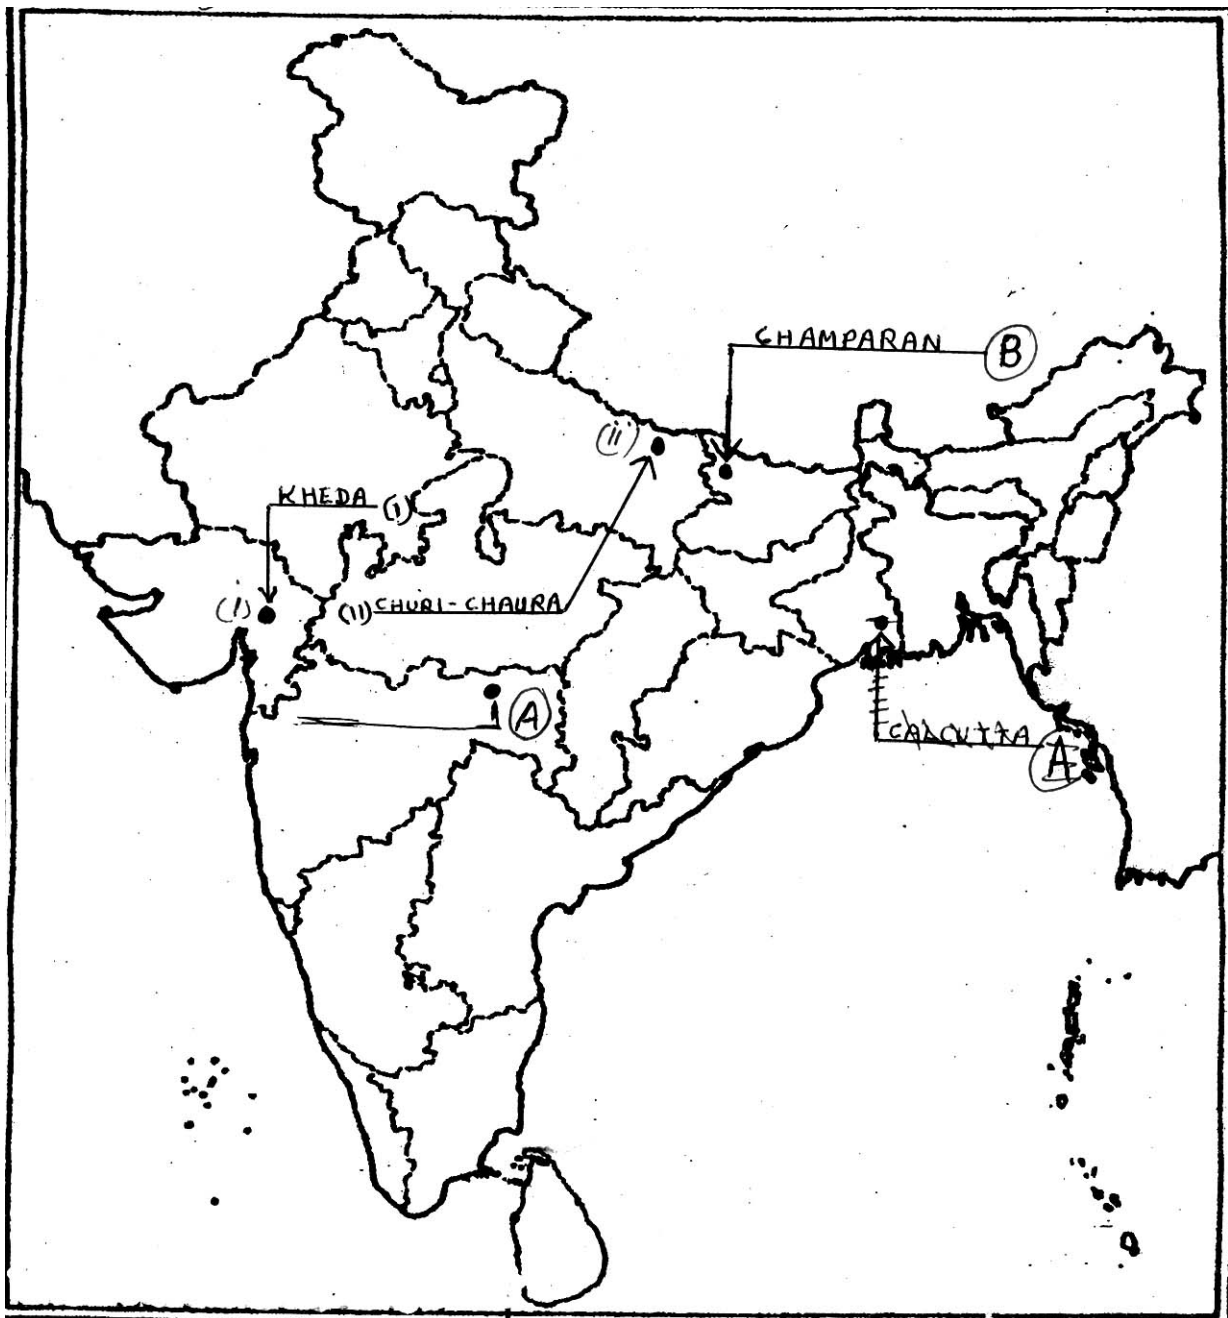 CHAMPARAN B
(ii)
KHEDA (i)
(i)
(ii) CHURI-CHAURA
A
CALCUTTA
A